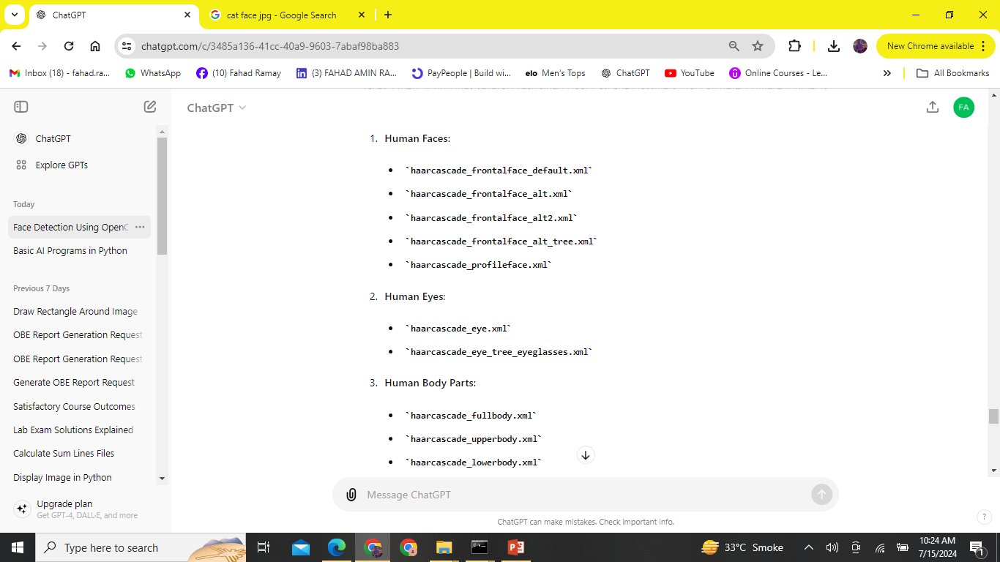 ChatGPT
cat face jpg - Google Search
chatgpt.com/c/3485a136-41cc-40a9-9603-7abaf98ba883
New Chrome available
Inbox (18) - fahad.ra...
WhatsApp
(10) Fahad Ramay
(3) FAHAD AMIN RA...
PayPeople | Build wi...
elo Men's Tops
ChatGPT
YouTube
Online Courses - Le...
All Bookmarks
ChatGPT
FA
ChatGPT
Explore GPTs
Today
Face Detection Using OpenC
Basic AI Programs in Python
Previous 7 Days
Draw Rectangle Around Image
OBE Report Generation Request
OBE Report Generation Request
Generate OBE Report Request
Satisfactory Course Outcomes
Lab Exam Solutions Explained
Calculate Sum Lines Files
Display Image in Python
Upgrade plan
Get GPT-4, DALL·E, and more
1. Human Faces:
• `haarcascade_frontalface_default.xml`
• `haarcascade_frontalface_alt.xml`
• `haarcascade_frontalface_alt2.xml`
• `haarcascade_frontalface_alt_tree.xml`
• `haarcascade_profileface.xml`
2. Human Eyes:
• `haarcascade_eye.xml`
• `haarcascade_eye_tree_eyeglasses.xml`
3. Human Body Parts:
• `haarcascade_fullbody.xml`
• `haarcascade_upperbody.xml`
• `haarcascade_lowerbody.xml`
Message ChatGPT
ChatGPT can make mistakes. Check important info.
?
Type here to search
33°C Smoke
10:24 AM
7/15/2024
1